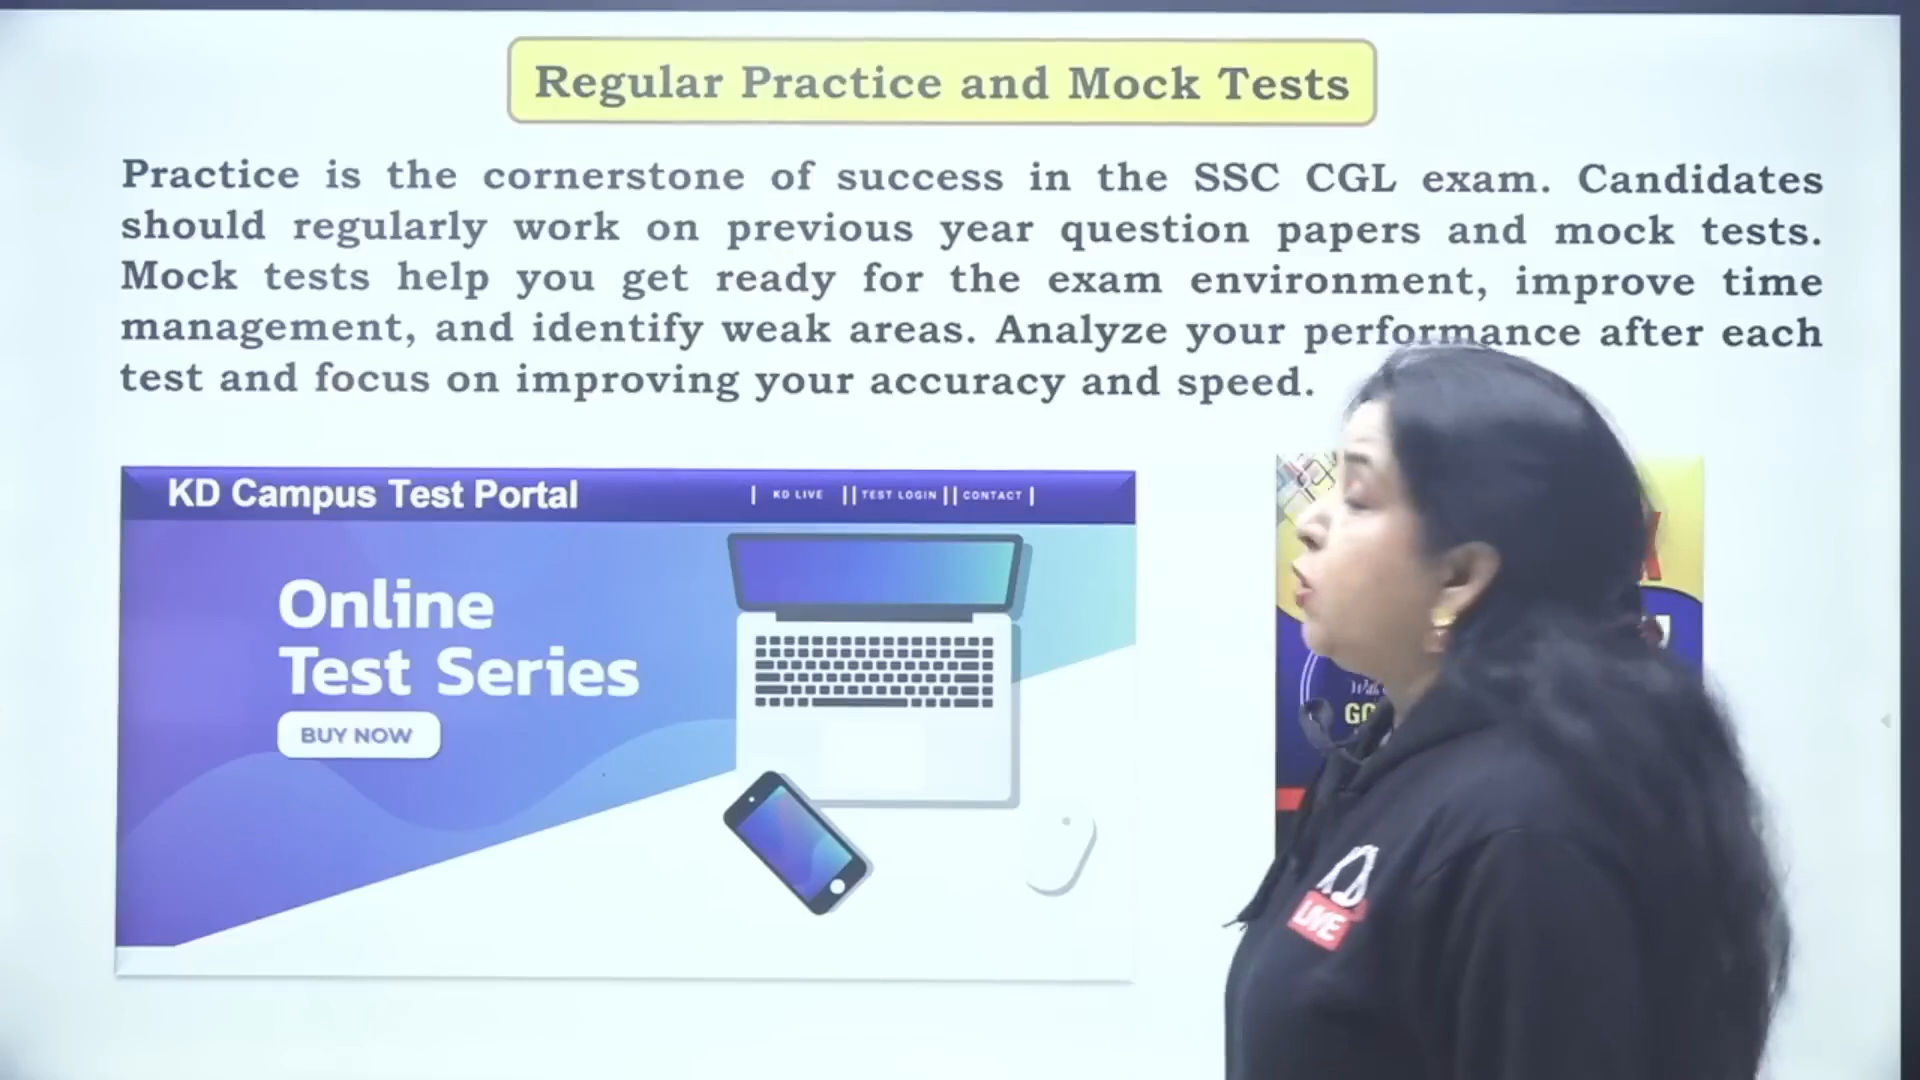 Regular Practice and Mock Tests
Practice is the cornerstone of success in the SSC CGL exam. Candidates
should regularly work on previous year question papers and mock tests.
Mock tests help you get ready for the exam environment, improve time
management, and identify weak areas. Analyze your performance after each
test and focus on improving your accuracy and speed.
KD Campus Test Portal
| KD LIVE || TEST LOGIN || CONTACT |
Online
Test Series
BUY NOW
KD
LIVE